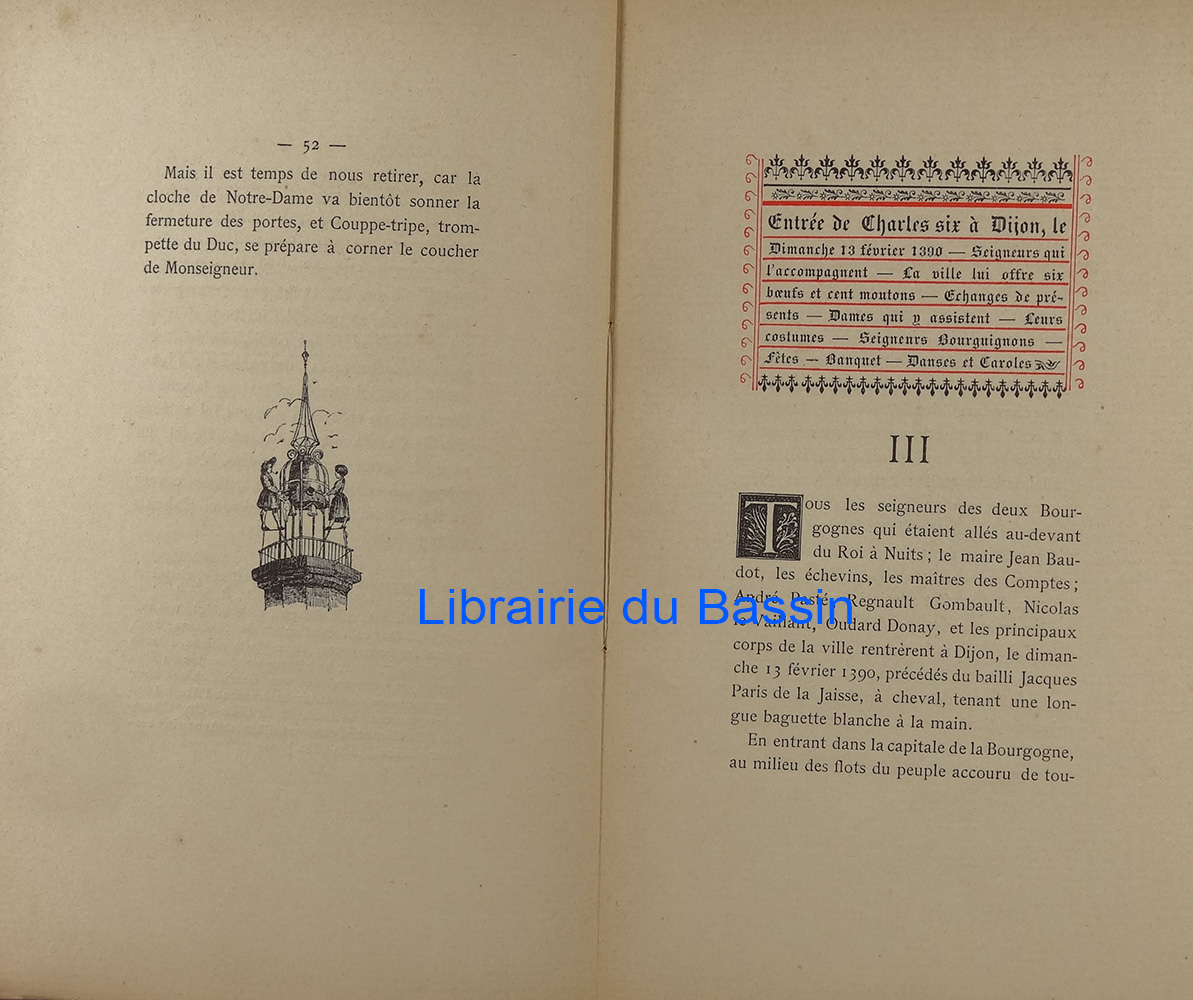 — 52 —
Mais il est temps de nous retirer, car la
cloche de Notre-Dame va bientôt sonner la
fermeture des portes, et Couppe-tripe, trom-
pette du Duc, se prépare à corner le coucher
de Monseigneur.
Entrée de Charles six à Dijon, le
Dimanche 13 février 1390 — Seigneurs qui
l'accompagnent — La ville lui offre six
bœufs et cent moutons — Echanges de pré-
sents — Dames qui y assistent — Leurs
costumes — Seigneurs Bourguignons —
Fêtes — Banquet — Danses et Caroles
III
Tous les seigneurs des deux Bour-
gognes qui étaient allés au-devant
du Roi à Nuits ; le maire Jean Bau-
dot, les échevins, les maîtres des Comptes ;
André Pasté, Regnault Gombault, Nicolas
le Vaillant, Oudard Donay, et les principaux
corps de la ville rentrèrent à Dijon, le diman-
che 13 février 1390, précédés du bailli Jacques
Paris de la Jaisse, à cheval, tenant une lon-
gue baguette blanche à la main.
En entrant dans la capitale de la Bourgogne,
au milieu des flots du peuple accouru de tou-
Librairie du Bassin